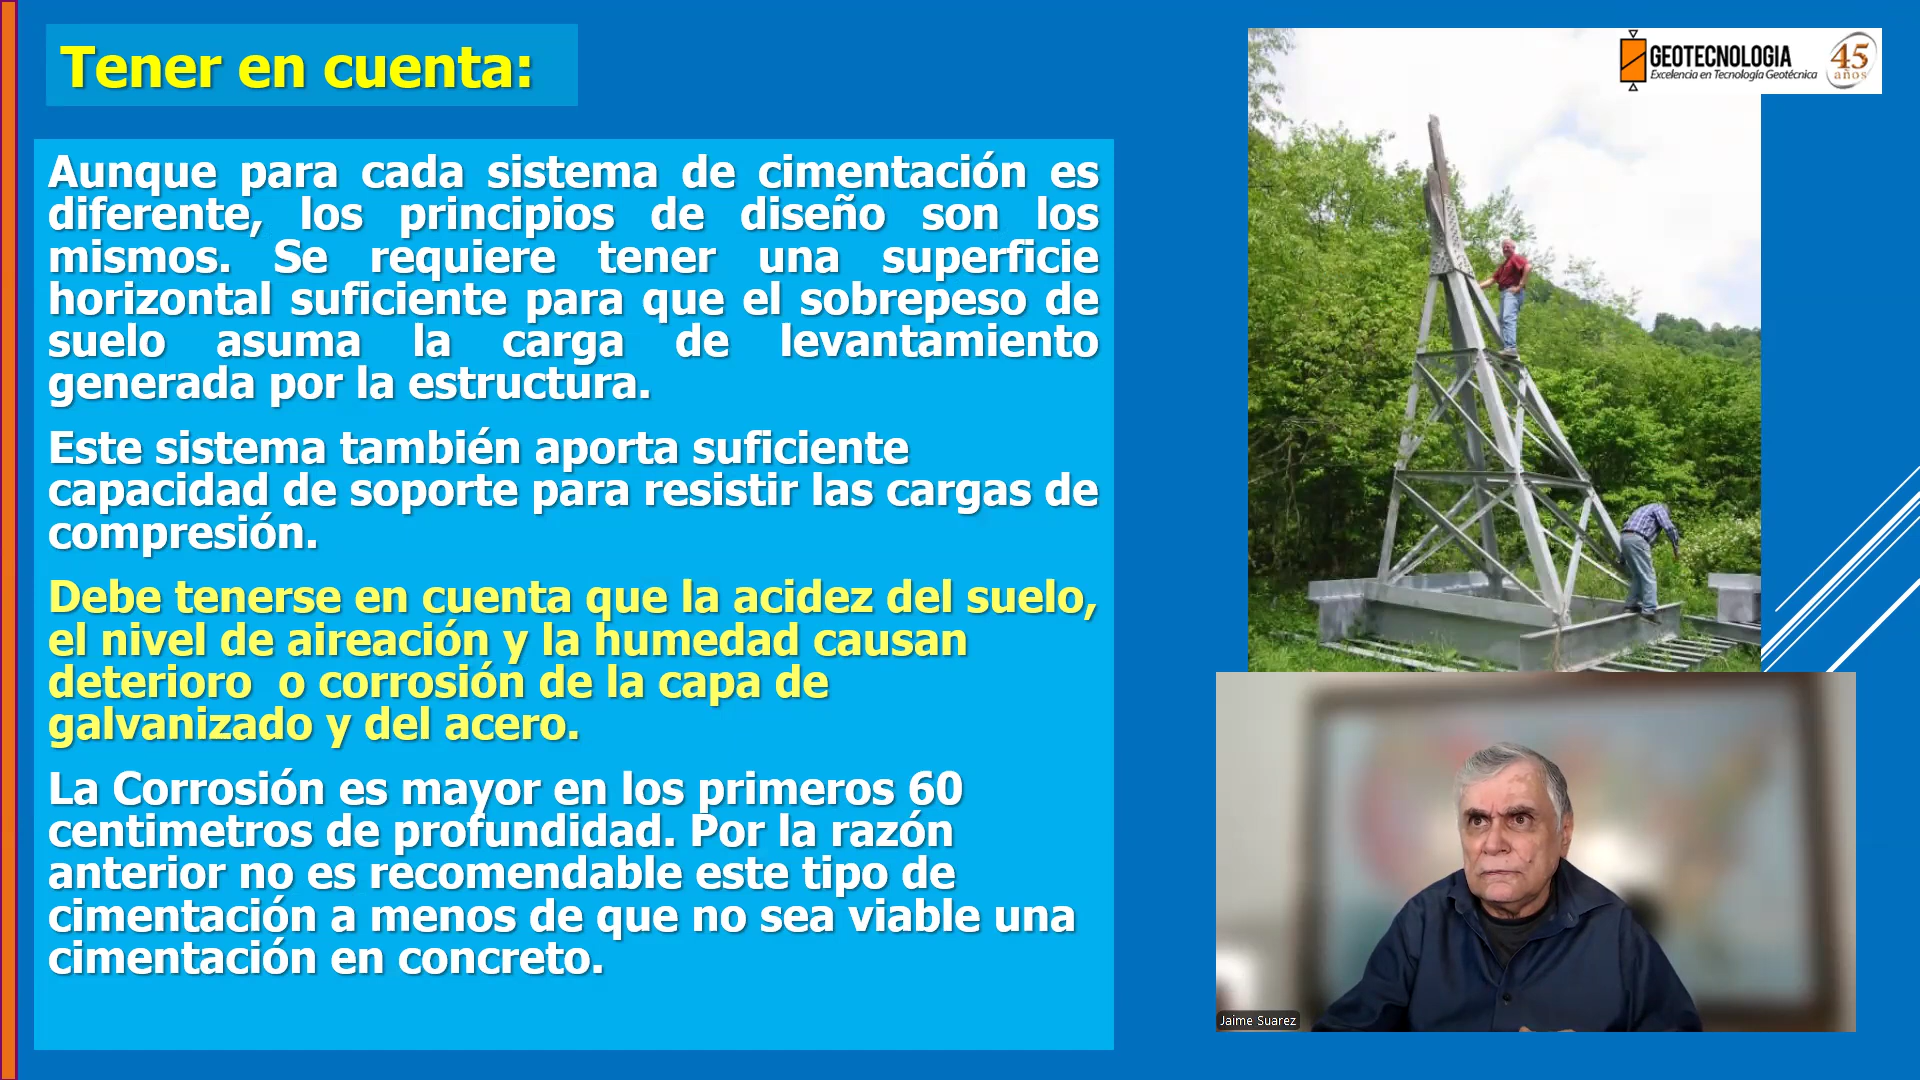 Tener en cuenta:
GEOTECNOLOGIA
Excelencia en Tecnología Geotécnica
45
años
Aunque para cada sistema de cimentación es
diferente, los principios de diseño son los
mismos. Se requiere tener una superficie
horizontal suficiente para que el sobrepeso de
suelo asuma la carga de levantamiento
generada por la estructura.
Este sistema también aporta suficiente
capacidad de soporte para resistir las cargas de
compresión.
Debe tenerse en cuenta que la acidez del suelo,
el nivel de aireación y la humedad causan
deterioro  o corrosión de la capa de
galvanizado y del acero.
La Corrosión es mayor en los primeros 60
centimetros de profundidad. Por la razón
anterior no es recomendable este tipo de
cimentación a menos de que no sea viable una
cimentación en concreto.
Jaime Suarez